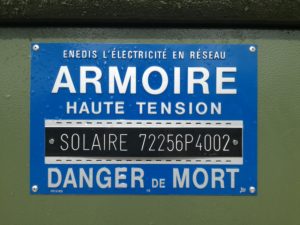 ENEDIS L'ÉLECTRICITÉ EN RÉSEAU
ARMOIRE
HAUTE TENSION
SOLAIRE 72256P4002
DANGER DE MORT